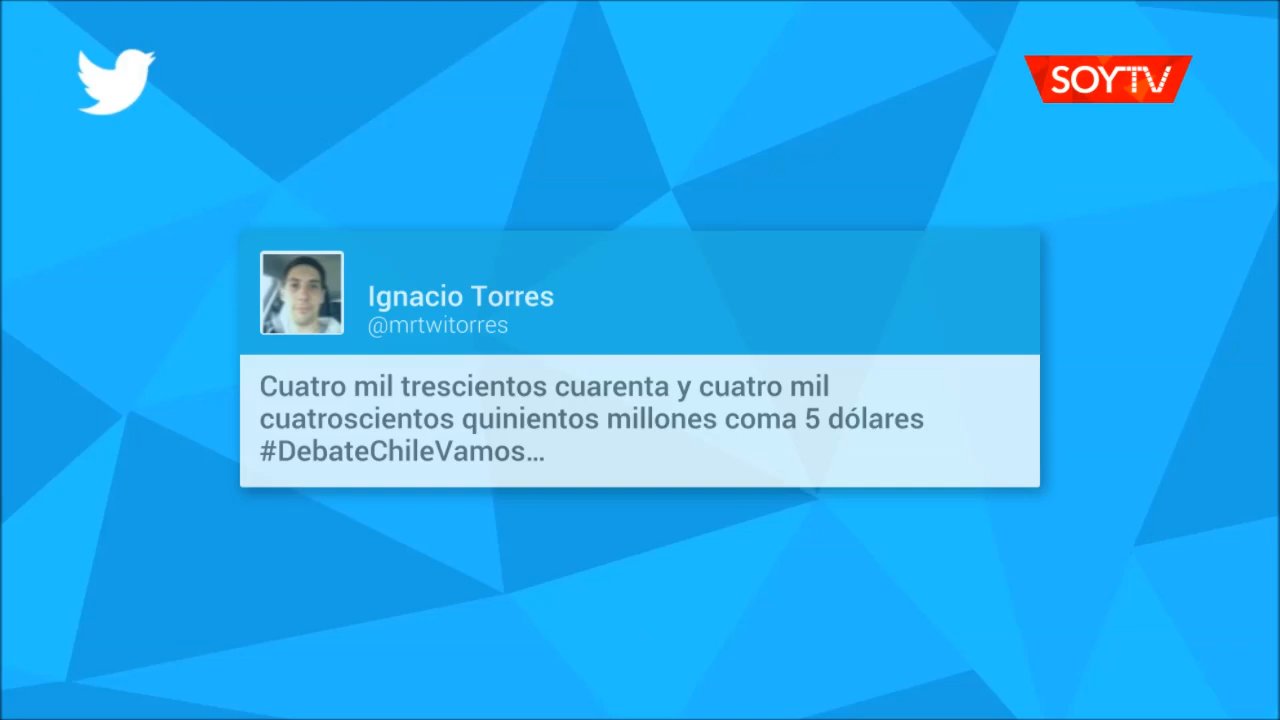 SOYTV
Ignacio Torres
@mrtwitorres
Cuatro mil trescientos cuarenta y cuatro mil
cuatroscientos quinientos millones coma 5 dólares
#DebateChileVamos…